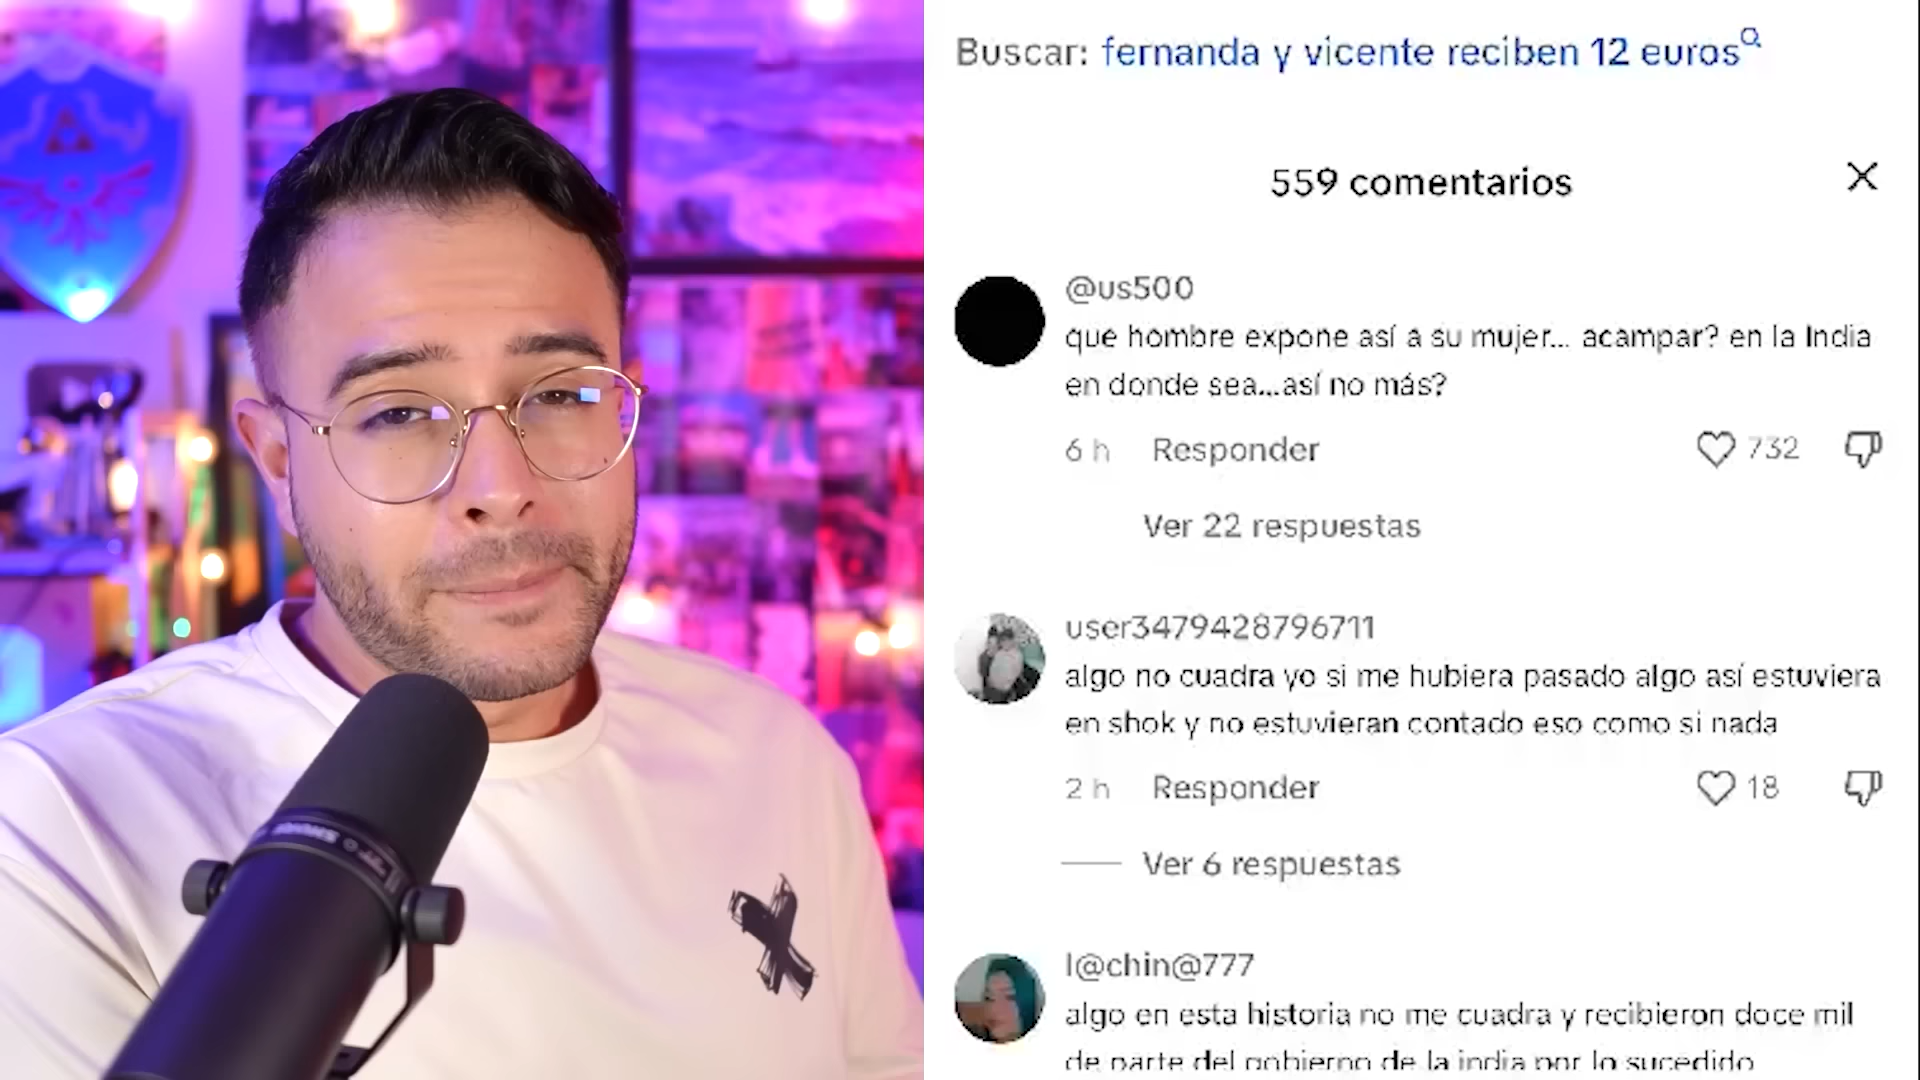 Buscar: fernanda y vicente reciben 12 euros
559 comentarios
@us500
que hombre expone así a su mujer... acampar? en la India
en donde sea...así no más?
6 h Responder 732
Ver 22 respuestas
user3479428796711
algo no cuadra yo si me hubiera pasado algo así estuviera
en shok y no estuvieran contado eso como si nada
2 h Responder 18
Ver 6 respuestas
l@chin@777
algo en esta historia no me cuadra y recibieron doce mil
de parte del gobierno de la india por lo sucedido